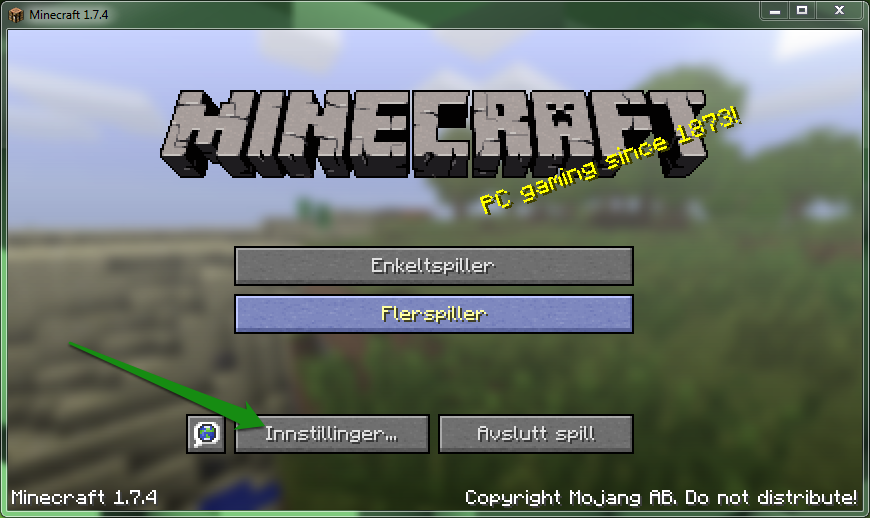 Minecraft 1.7.4
MINECRAFT
PC gaming since 1873!
Enkeltspiller
Flerspiller
Innstillinger...
Avslutt spill
Minecraft 1.7.4
Copyright Mojang AB. Do not distribute!